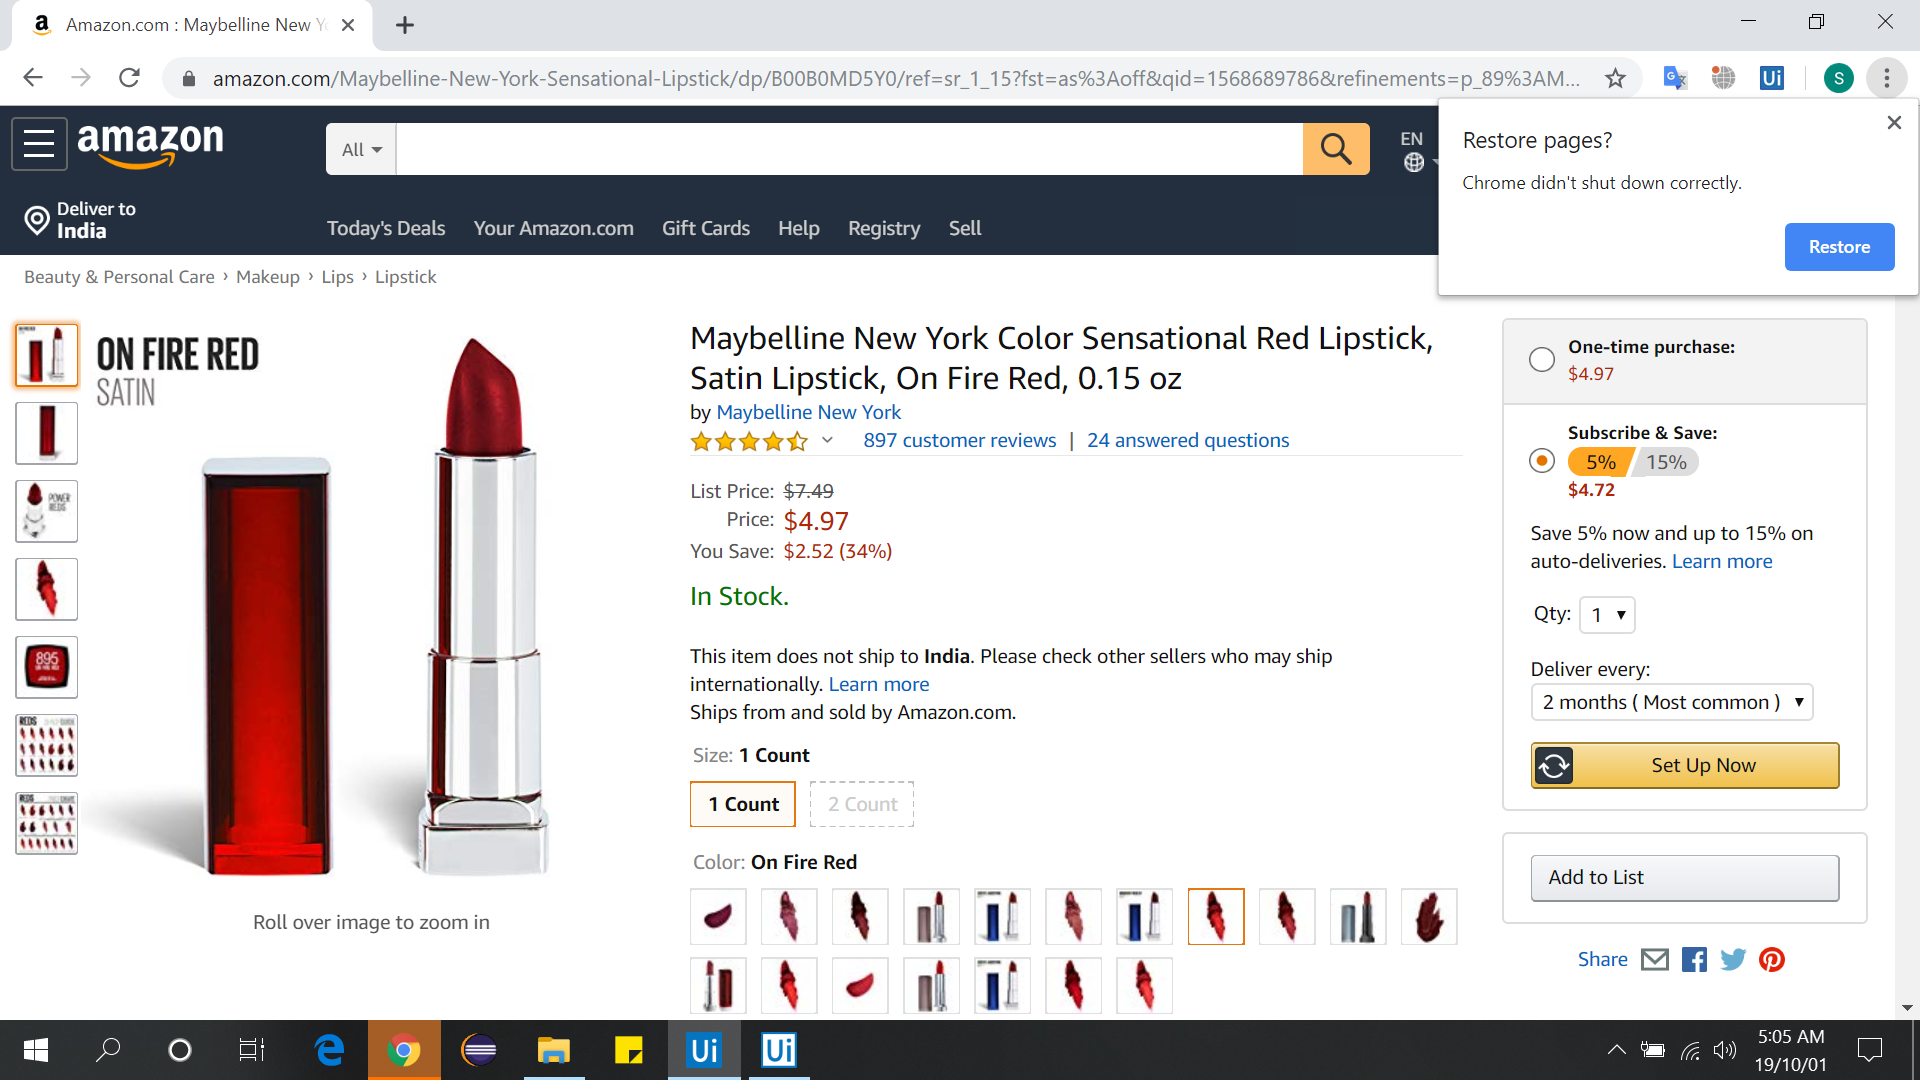 Amazon.com : Maybelline New Y
amazon.com/Maybelline-New-York-Sensational-Lipstick/dp/B00B0MD5Y0/ref=sr_1_15?fst=as%3Aoff&qid=1568689786&refinements=p_89%3AM...
S
Ui
Restore pages?
Chrome didn't shut down correctly.
Restore
amazon
All
EN
Deliver to
India
Today's Deals
Your Amazon.com
Gift Cards
Help
Registry
Sell
Beauty & Personal Care › Makeup › Lips › Lipstick
ON FIRE RED
SATIN
POWER
REDS
895
REDS
REDS
Roll over image to zoom in
Maybelline New York Color Sensational Red Lipstick,
Satin Lipstick, On Fire Red, 0.15 oz
by Maybelline New York
897 customer reviews | 24 answered questions
List Price: $7.49
Price: $4.97
You Save: $2.52 (34%)
In Stock.
This item does not ship to India. Please check other sellers who may ship
internationally. Learn more
Ships from and sold by Amazon.com.
Size: 1 Count
1 Count
2 Count
Color: On Fire Red
One-time purchase:
$4.97
Subscribe & Save:
5% 15%
$4.72
Save 5% now and up to 15% on
auto-deliveries. Learn more
Qty: 1
Deliver every:
2 months ( Most common )
Set Up Now
Add to List
Share
Ui
Ui
5:05 AM
19/10/01